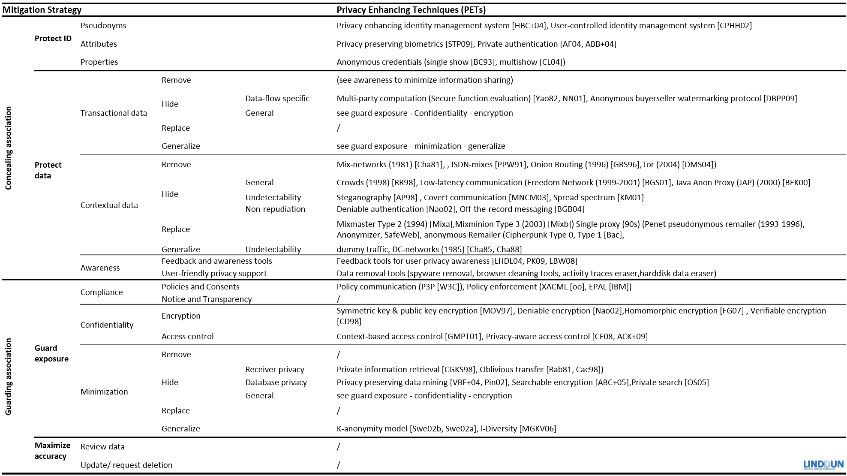 Mitigation Strategy Privacy Enhancing Techniques (PETs)
Concealing association
Protect ID
Pseudonyms Privacy enhancing identity management system [HBC+04], User-controlled identity management system [CPHH02]
Attributes Privacy preserving biometrics [STP09], Private authentication [AF04, ABB+04]
Properties Anonymous credentials (single show [BC93], multishow [CL04])
Protect data
Transactional data
Remove (see awareness to minimize information sharing)
Hide
Data-flow specific Multi-party computation (Secure function evaluation) [Yao82, NN01], Anonymous buyerseller watermarking protocol [DBPP09]
General see guard exposure - Confidentiality - encryption
Replace /
Generalize see guard exposure - minimization - generalize
Contextual data
Remove Mix-networks (1981) [Cha81], , ISDN-mixes [PPW91], Onion Routing (1996) [GRS96],Tor (2004) [DMS04])
Hide
General Crowds (1998) [RR98], Low-latency communication (Freedom Network (1999-2001) [BGS01], Java Anon Proxy (JAP) (2000) [BFK00]
Undetectability Steganography [AP98] , Covert communication [MNCM03], Spread spectrum [KM01]
Non repudiation Deniable authentication [Nao02], Off the record messaging [BGB04]
Replace Mixmaster Type 2 (1994) [Mixa],Mixminion Type 3 (2003) [Mixb]) Single proxy (90s) (Penet pseudonymous remailer (1993-1996),
Anonymizer, SafeWeb), anonymous Remailer (Cipherpunk Type 0, Type 1 [Bac],
Generalize Undetectability dummy traffic, DC-networks (1985) [Cha85, Cha88]
Awareness
Feedback and awareness tools Feedback tools for user privacy awareness [LHDL04, PK09, LBW08]
User-friendly privacy support Data removal tools (spyware removal, browser cleaning tools, activity traces eraser,harddisk data eraser)
Guarding association
Guard exposure
Compliance
Policies and Consents Policy communication (P3P [W3C]), Policy enforcement (XACML [oo], EPAL [IBM])
Notice and Transparency /
Confidentiality
Encryption Symmetric key & public key encryption [MOV97], Deniable encryption [Nao02],Homomorphic encryption [FG07] , Verifiable encryption
[CD98]
Access control Context-based access control [GMPT01], Privacy-aware access control [CF08, ACK+09]
Minimization
Remove /
Hide
Receiver privacy Private information retrieval [CGKS98], Oblivious transfer [Rab81, Cac98])
Database privacy Privacy preserving data mining [VBF+04, Pin02], Searchable encryption [ABC+05],Private search [OS05]
General see guard exposure - confidentiality - encryption
Replace /
Generalize K-anonymity model [Swe02b, Swe02a], l-Diversity [MGKV06]
Maximize accuracy
Review data /
Update/ request deletion /
LINDDUN